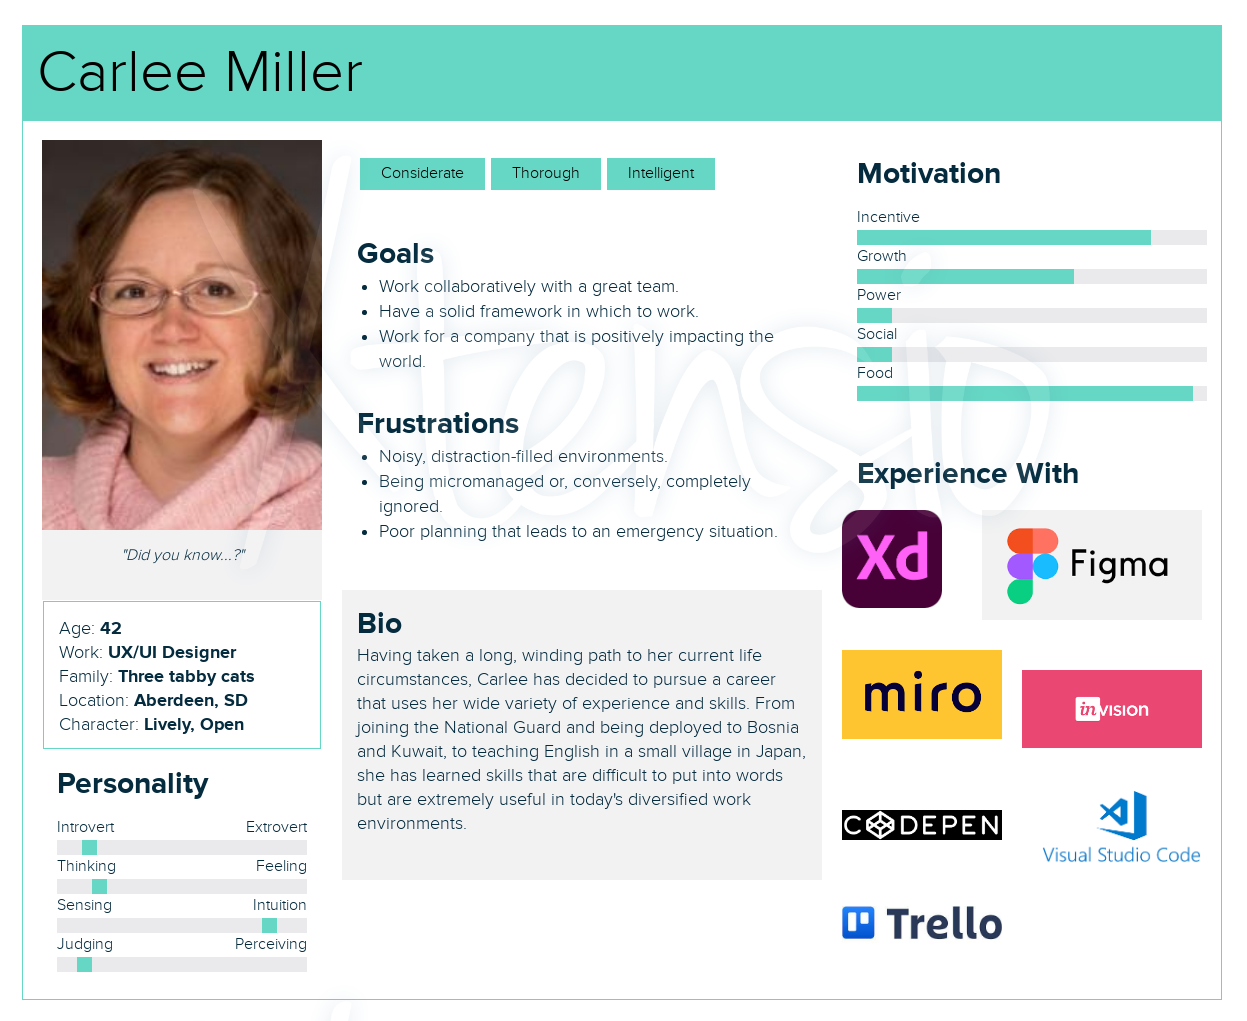 Carlee Miller
Considerate Thorough Intelligent
Goals
Work collaboratively with a great team.
Have a solid framework in which to work.
Work for a company that is positively impacting the
world.
Frustrations
Noisy, distraction-filled environments.
Being micromanaged or, conversely, completely
ignored.
Poor planning that leads to an emergency situation.
"Did you know...?"
Age: 42
Work: UX/UI Designer
Family: Three tabby cats
Location: Aberdeen, SD
Character: Lively, Open
Personality
Introvert Extrovert
Thinking Feeling
Sensing Intuition
Judging Perceiving
Bio
Having taken a long, winding path to her current life
circumstances, Carlee has decided to pursue a career
that uses her wide variety of experience and skills. From
joining the National Guard and being deployed to Bosnia
and Kuwait, to teaching English in a small village in Japan,
she has learned skills that are difficult to put into words
but are extremely useful in today's diversified work
environments.
Motivation
Incentive
Growth
Power
Social
Food
Experience With
Xd
Figma
miro
inVISION
CODEPEN
Visual Studio Code
Trello
Xtensio